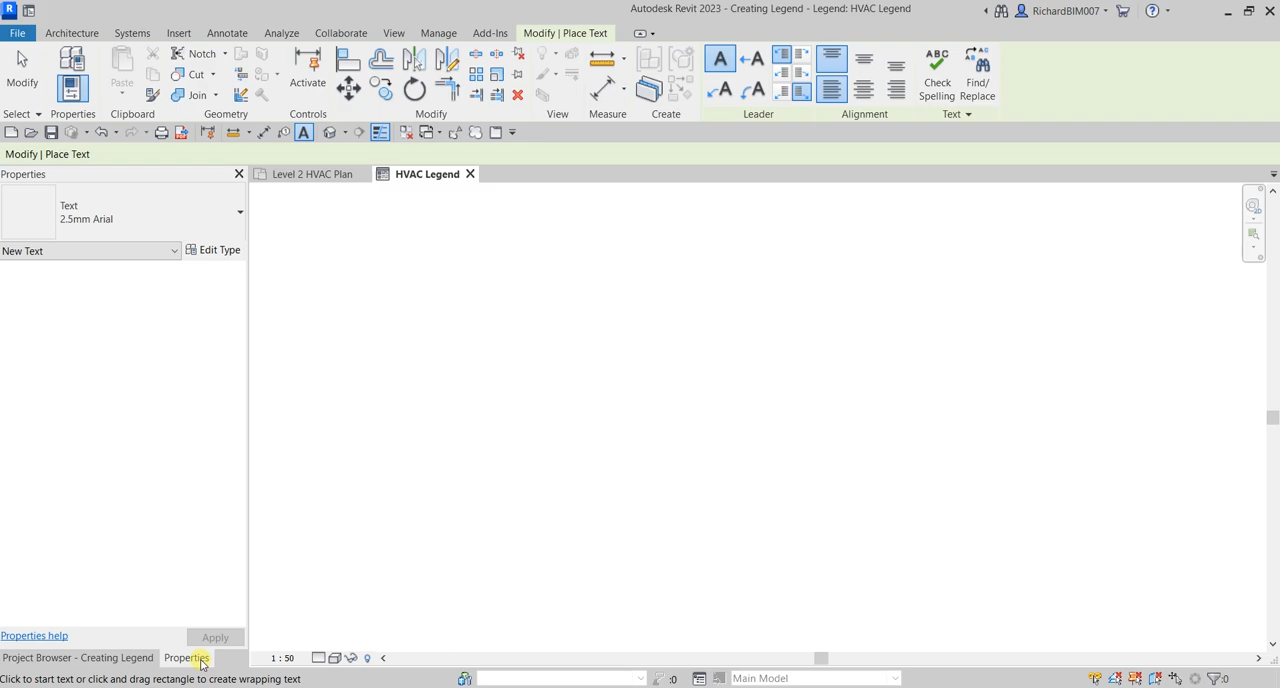 R Autodesk Revit 2023 - Creating Legend - Legend: HVAC Legend RichardBIM007
File Architecture Systems Insert Annotate Analyze Collaborate View Manage Add-Ins Modify | Place Text
Modify Paste Notch Cut Join Activate A A A A ABC Check Spelling Find/ Replace
Select Properties Clipboard Geometry Controls Modify View Measure Create Leader Alignment Text
A
Modify | Place Text
Properties Level 2 HVAC Plan HVAC Legend
Text
2.5mm Arial
New Text Edit Type
2D
Properties help Apply
Project Browser - Creating Legend Properties 1 : 50
Click to start text or click and drag rectangle to create wrapping text :0 Main Model :0